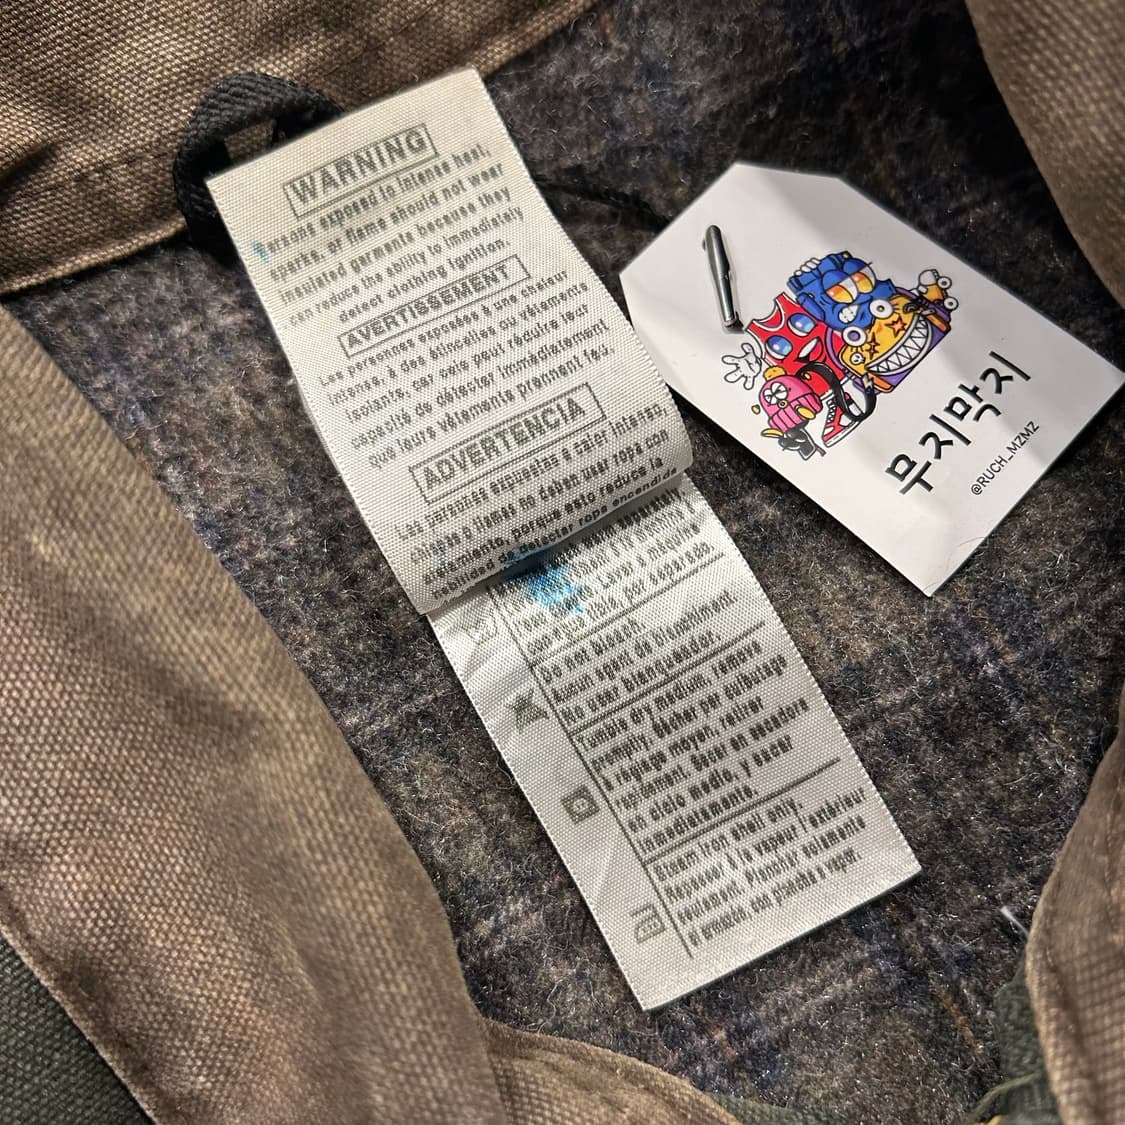 WARNING
Persons exposed to intense heat,
sparks, or flame should not wear
insulated garments because they
can reduce the ability to immediately
detect clothing ignition.
AVERTISSEMENT
Les personnes exposées à une chaleur
intense, à des étincelles ou vêtements
isolants, car cela peut réduire leur
capacité de détecter immédiatement
que leurs vêtements prennent feu.
ADVERTENCIA
Las personas expuestas a calor intenso,
chispas o llamas no deben usar ropa con
aislamiento, porque esto reduce la
habilidad de detectar ropa encendida
separately.
Laver à machine
por separado.
Do not bleach.
Aucun agent de blanchiment.
No usar blanqueador.
Tumble dry medium, remove
promptly. Sécher par culbutage
à réglage moyen, retirer
rapidement. Secar en secadora
en ciclo medio, y sacar
inmediatamente.
Steam iron shell only.
Repasser à la vapeur l'extérieur
seulement. Planchar solamente
el armazón, con plancha a vapor.
무지막지
@RUCH_MZMZ